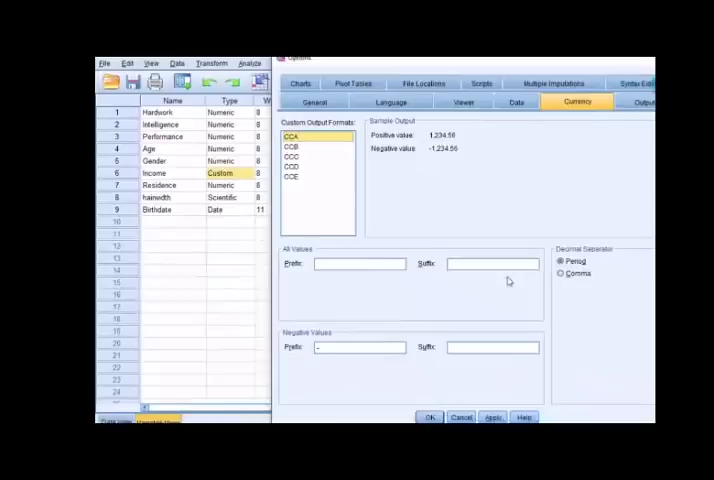 Options
File Edit View Data Transform Analyze
Charts Pivot Tables File Locations Scripts Multiple Imputations Syntax Edi
General Language Viewer Data Currency Output
Name Type W
1 Hardwork Numeric 8
2 Intelligence Numeric 8
3 Performance Numeric 8
4 Age Numeric 8
5 Gender Numeric 8
6 Income Custom 8
7 Residence Numeric 8
8 hairwidth Scientific 8
9 Birthdate Date 11
10
11
12
13
14
15
16
17
18
19
20
21
22
23
24
Custom Output Formats:
CCA
CCB
CCC
CCD
CCE
Sample Output
Positive value: 1,234.56
Negative value: -1,234.56
All Values
Prefix: Suffix:
Decimal Separator
Period
Comma
Negative Values
Prefix: - Suffix:
OK Cancel Apply Help